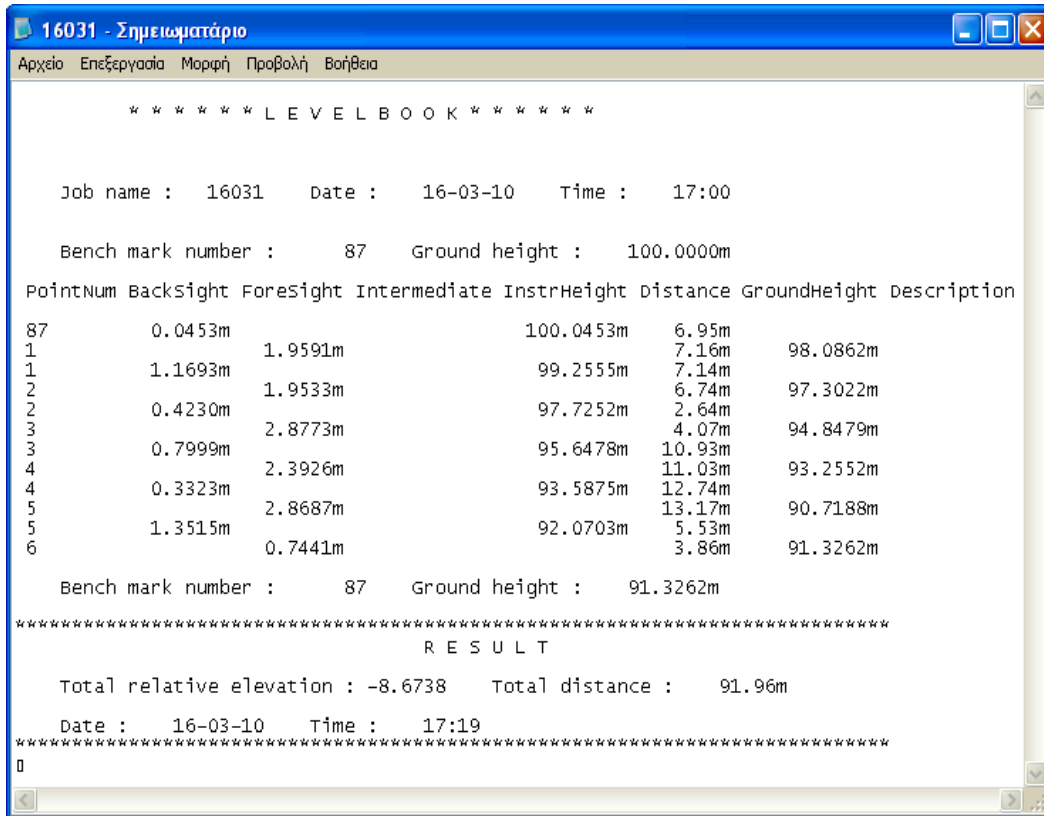 16031 - Σημειωματάριο
Αρχείο Επεξεργασία Μορφή Προβολή Βοήθεια
* * * * * * L E V E L B O O K * * * * * *
Job name : 16031 Date : 16-03-10 Time : 17:00
Bench mark number : 87 Ground height : 100.0000m
PointNum BackSight ForeSight Intermediate InstrHeight Distance GroundHeight Description
87 0.0453m 100.0453m 6.95m
1 1.9591m 7.16m 98.0862m
1 1.1693m 99.2555m 7.14m
2 1.9533m 6.74m 97.3022m
2 0.4230m 97.7252m 2.64m
3 2.8773m 4.07m 94.8479m
3 0.7999m 95.6478m 10.93m
4 2.3926m 11.03m 93.2552m
4 0.3323m 93.5875m 12.74m
5 2.8687m 13.17m 90.7188m
5 1.3515m 92.0703m 5.53m
6 0.7441m 3.86m 91.3262m
Bench mark number : 87 Ground height : 91.3262m
******************************************************************************
R E S U L T
Total relative elevation : -8.6738 Total distance : 91.96m
Date : 16-03-10 Time : 17:19
******************************************************************************